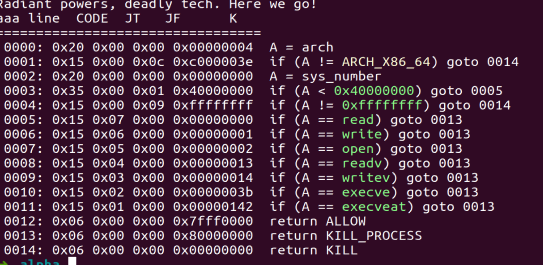 Radiant powers, deadly tech. Here we go!
aaa line  CODE  JT   JF      K
=================================
0000: 0x20 0x00 0x00 0x00000004  A = arch
0001: 0x15 0x00 0x0c 0xc000003e  if (A != ARCH_X86_64) goto 0014
0002: 0x20 0x00 0x00 0x00000000  A = sys_number
0003: 0x35 0x00 0x01 0x40000000  if (A < 0x40000000) goto 0005
0004: 0x15 0x00 0x09 0xffffffff  if (A != 0xffffffff) goto 0014
0005: 0x15 0x07 0x00 0x00000000  if (A == read) goto 0013
0006: 0x15 0x06 0x00 0x00000001  if (A == write) goto 0013
0007: 0x15 0x05 0x00 0x00000002  if (A == open) goto 0013
0008: 0x15 0x04 0x00 0x00000013  if (A == readv) goto 0013
0009: 0x15 0x03 0x00 0x00000014  if (A == writev) goto 0013
0010: 0x15 0x02 0x00 0x0000003b  if (A == execve) goto 0013
0011: 0x15 0x01 0x00 0x00000142  if (A == execveat) goto 0013
0012: 0x06 0x00 0x00 0x7fff0000  return ALLOW
0013: 0x06 0x00 0x00 0x80000000  return KILL_PROCESS
0014: 0x06 0x00 0x00 0x00000000  return KILL
alpha